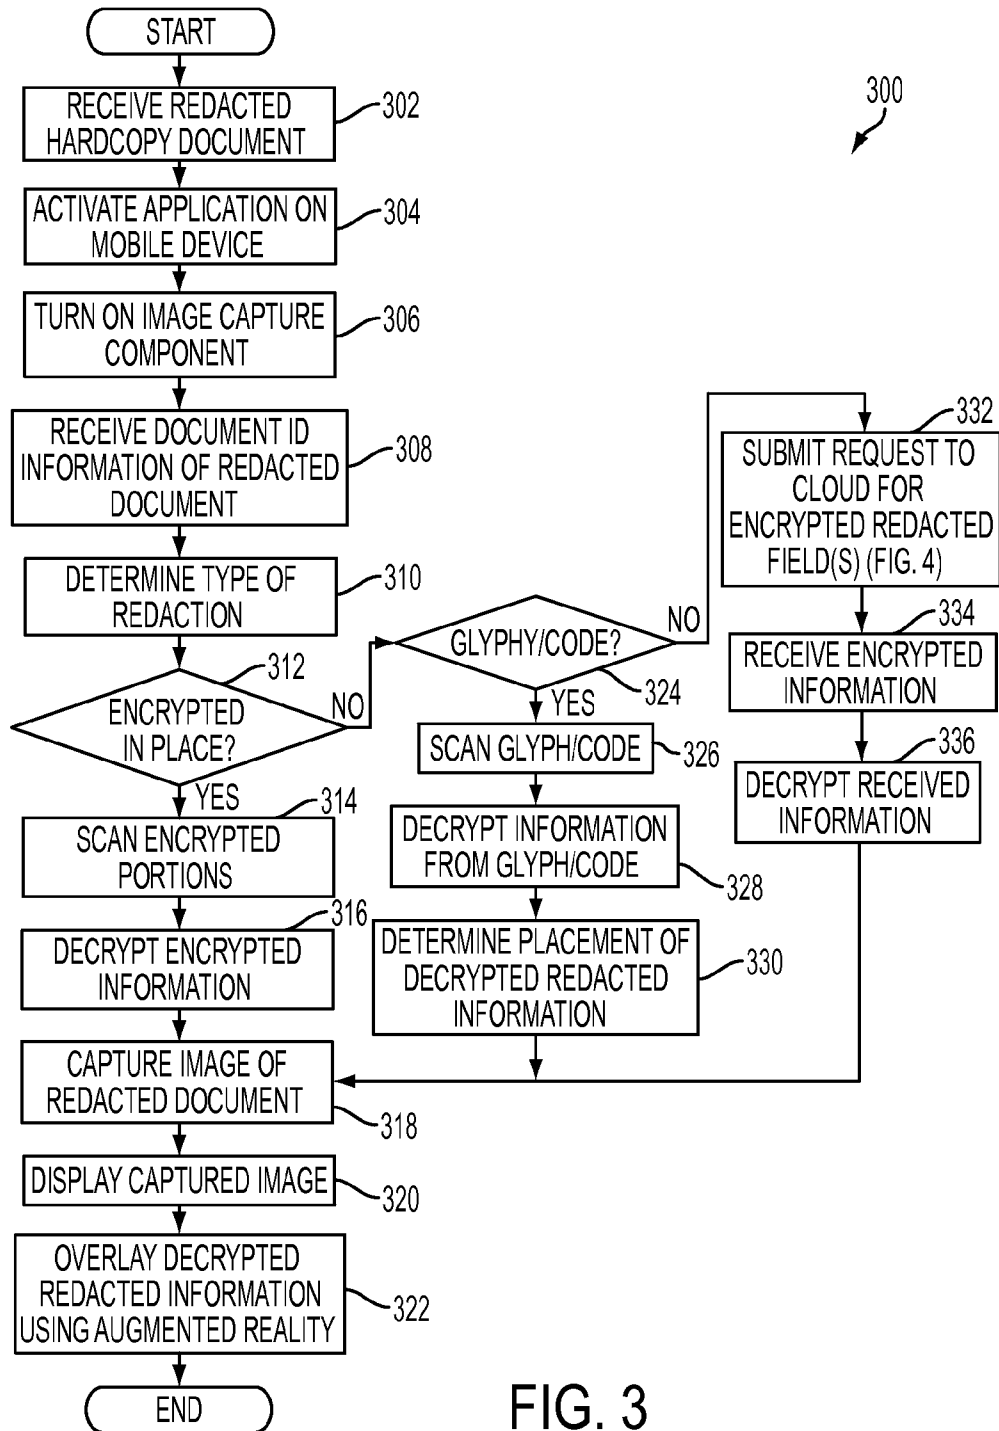 START
RECEIVE REDACTED
HARDCOPY DOCUMENT
302
300
ACTIVATE APPLICATION ON
MOBILE DEVICE
304
TURN ON IMAGE CAPTURE
COMPONENT
306
RECEIVE DOCUMENT ID
INFORMATION OF REDACTED
DOCUMENT
308
DETERMINE TYPE OF
REDACTION
310
312
ENCRYPTED
IN PLACE?
NO
YES
314
SCAN ENCRYPTED
PORTIONS
316
DECRYPT ENCRYPTED
INFORMATION
CAPTURE IMAGE OF
REDACTED DOCUMENT
318
DISPLAY CAPTURED IMAGE
320
OVERLAY DECRYPTED
REDACTED INFORMATION
USING AUGMENTED REALITY
322
END
GLYPHY/CODE?
NO
324
YES
SCAN GLYPH/CODE
326
DECRYPT INFORMATION
FROM GLYPH/CODE
328
DETERMINE PLACEMENT OF
DECRYPTED REDACTED
INFORMATION
330
332
SUBMIT REQUEST TO
CLOUD FOR
ENCRYPTED REDACTED
FIELD(S) (FIG. 4)
334
RECEIVE ENCRYPTED
INFORMATION
336
DECRYPT RECEIVED
INFORMATION
FIG. 3